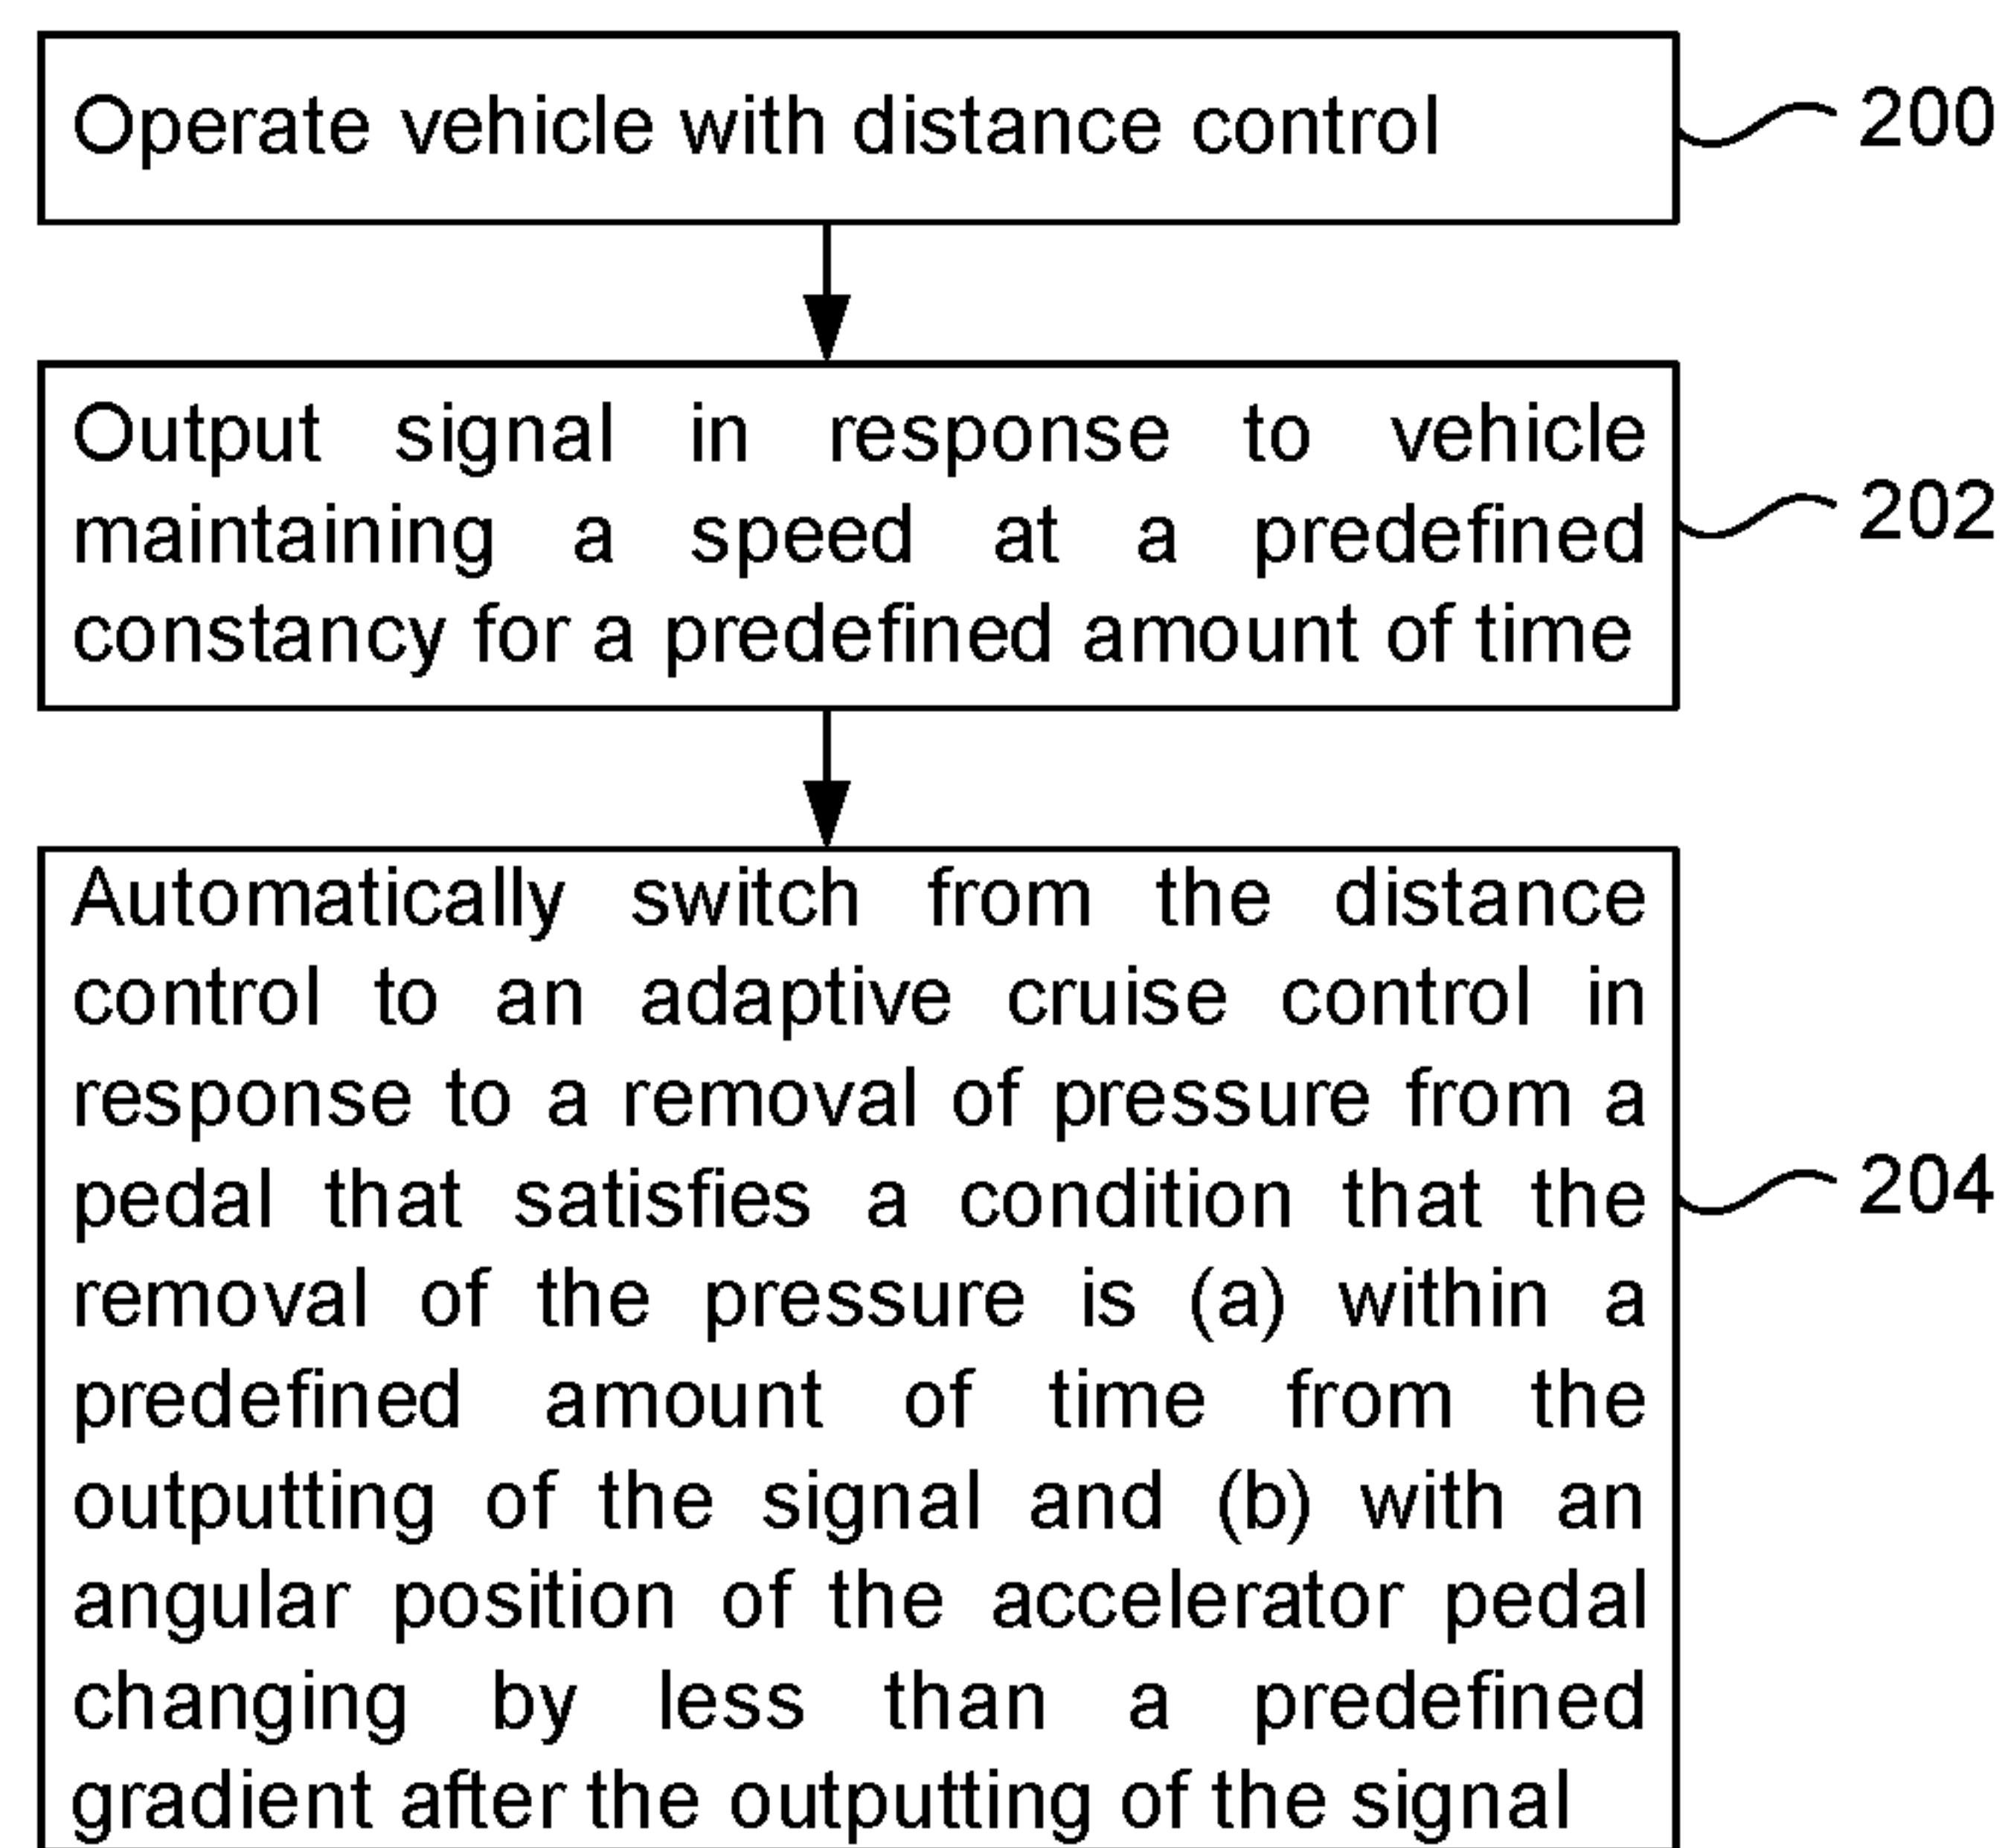 Operate vehicle with distance control
200
Output signal in response to vehicle
maintaining a speed at a predefined
constancy for a predefined amount of time
202
Automatically switch from the distance
control to an adaptive cruise control in
response to a removal of pressure from a
pedal that satisfies a condition that the
removal of the pressure is (a) within a
predefined amount of time from the
outputting of the signal and (b) with an
angular position of the accelerator pedal
changing by less than a predefined
gradient after the outputting of the signal
204